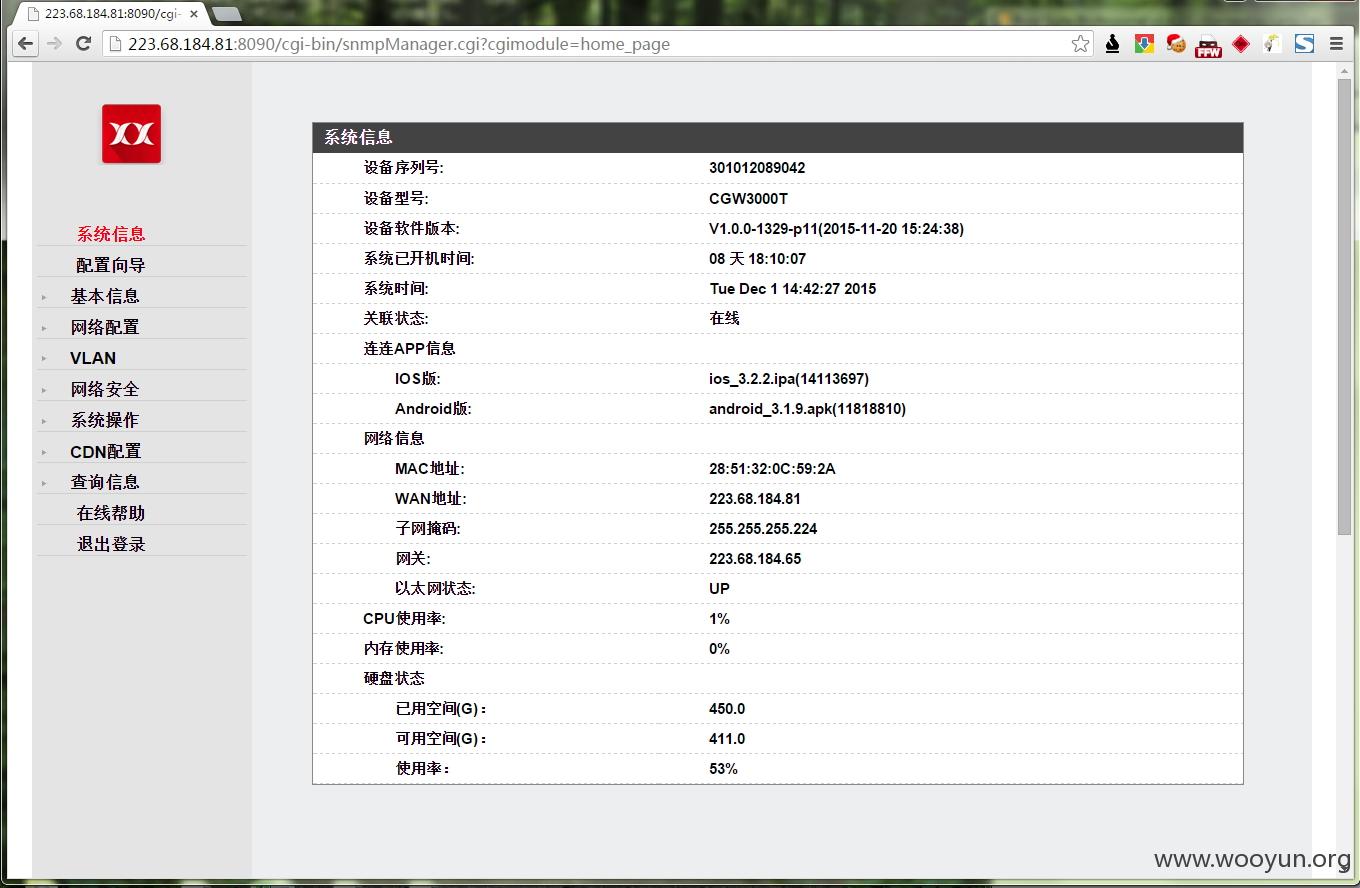 223.68.184.81:8090/cgi-
223.68.184.81:8090/cgi-bin/snmpManager.cgi?cgimodule=home_page
FFW
S
系统信息
配置向导
基本信息
网络配置
VLAN
网络安全
系统操作
CDN配置
查询信息
在线帮助
退出登录
系统信息
设备序列号: 301012089042
设备型号: CGW3000T
设备软件版本: V1.0.0-1329-p11(2015-11-20 15:24:38)
系统已开机时间: 08 天 18:10:07
系统时间: Tue Dec 1 14:42:27 2015
关联状态: 在线
连连APP信息
IOS版: ios_3.2.2.ipa(14113697)
Android版: android_3.1.9.apk(11818810)
网络信息
MAC地址: 28:51:32:0C:59:2A
WAN地址: 223.68.184.81
子网掩码: 255.255.255.224
网关: 223.68.184.65
以太网状态: UP
CPU使用率: 1%
内存使用率: 0%
硬盘状态
已用空间(G)： 450.0
可用空间(G)： 411.0
使用率： 53%
www.wooyun.org